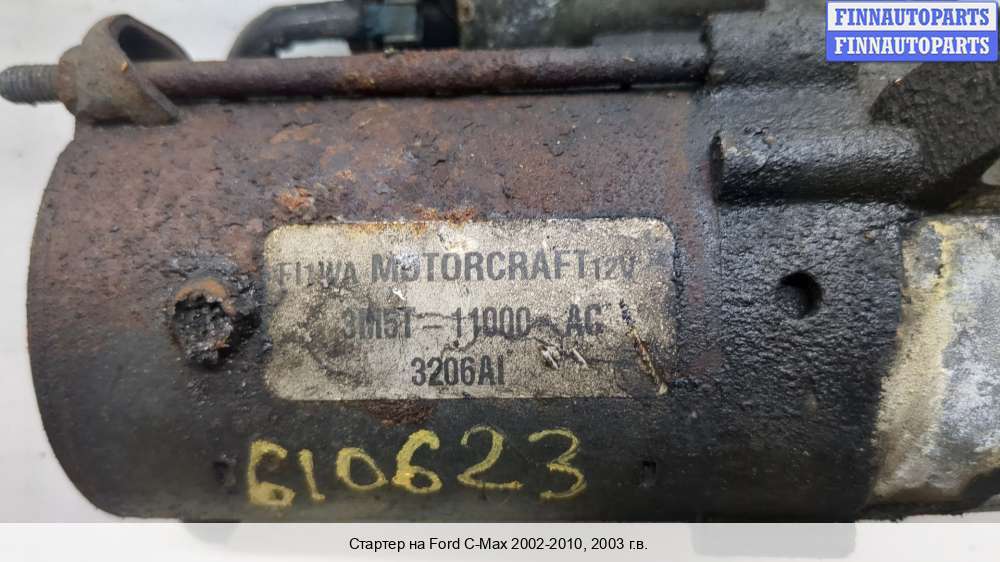 FINNAUTOPARTS
FINNAUTOPARTS
MOTORCRAFT 12V
3M5T-11000-AC
3206AI
610623
Стартер на Ford C-Max 2002-2010, 2003 г.в.